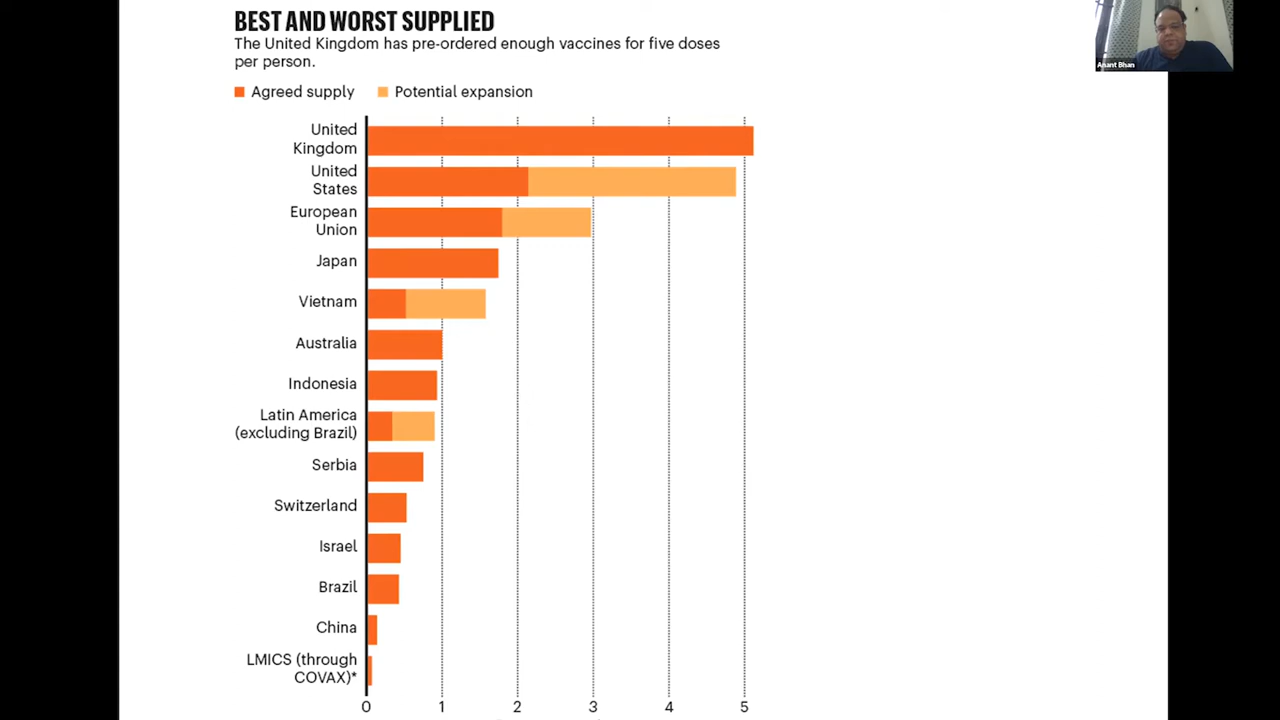 BEST AND WORST SUPPLIED
The United Kingdom has pre-ordered enough vaccines for five doses
per person.
Agreed supply
Potential expansion
United
Kingdom
United
States
European
Union
Japan
Vietnam
Australia
Indonesia
Latin America
(excluding Brazil)
Serbia
Switzerland
Israel
Brazil
China
LMICS (through
COVAX)*
0 1 2 3 4 5
Anant Bhan